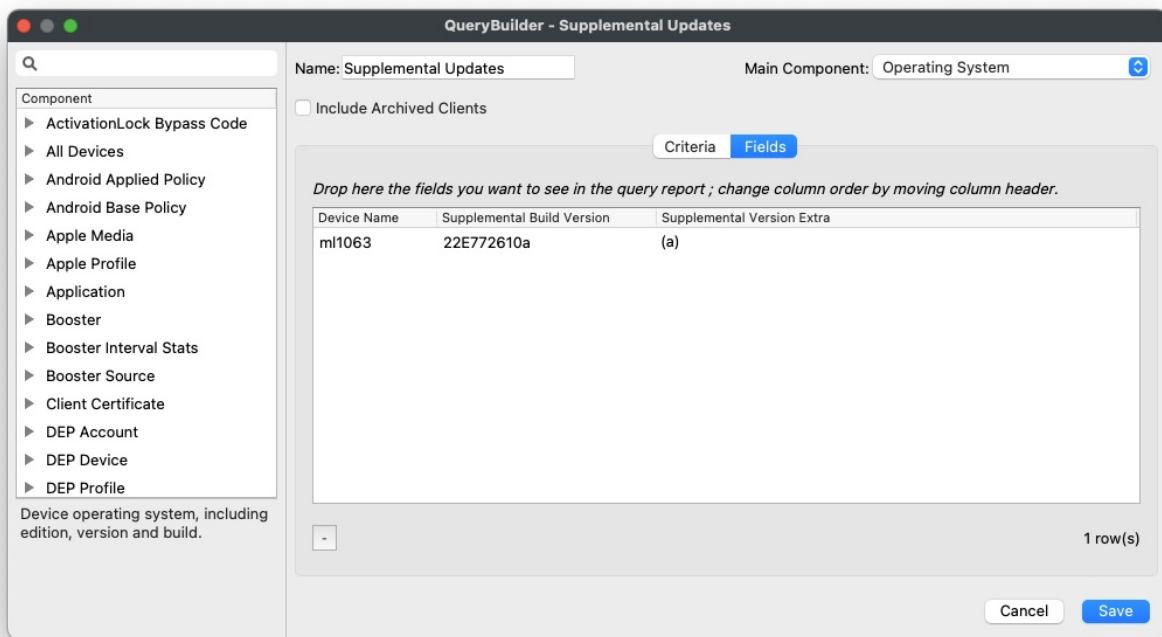 QueryBuilder - Supplemental Updates
Name: Supplemental Updates
Main Component: Operating System
Include Archived Clients
Component
ActivationLock Bypass Code
All Devices
Android Applied Policy
Android Base Policy
Apple Media
Apple Profile
Application
Booster
Booster Interval Stats
Booster Source
Client Certificate
DEP Account
DEP Device
DEP Profile
Device operating system, including
edition, version and build.
Criteria Fields
Drop here the fields you want to see in the query report ; change column order by moving column header.
Device Name Supplemental Build Version Supplemental Version Extra
ml1063 22E772610a (a)
-
1 row(s)
Cancel Save